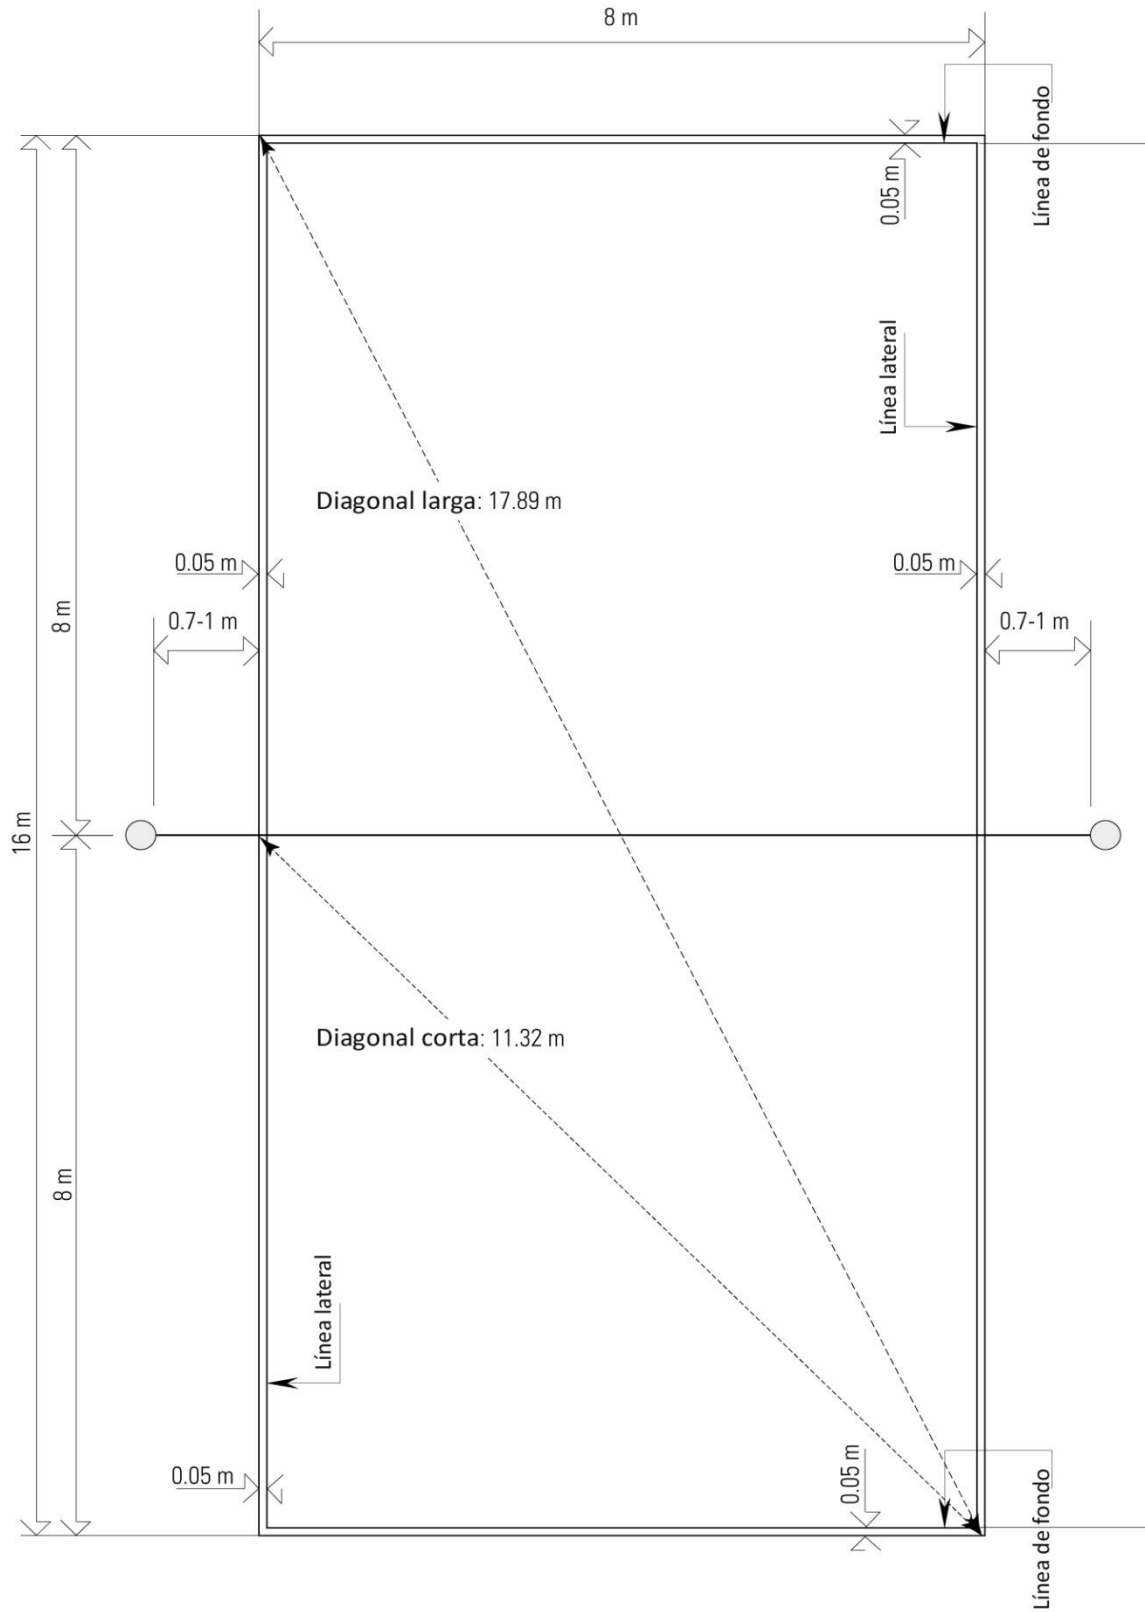 8 m
Línea de fondo
0.05 m
Línea lateral
Diagonal larga: 17.89 m
0.05 m
0.05 m
8 m
0.7-1 m
0.7-1 m
16 m
Diagonal corta: 11.32 m
8 m
Línea lateral
0.05 m
0.05 m
Línea de fondo